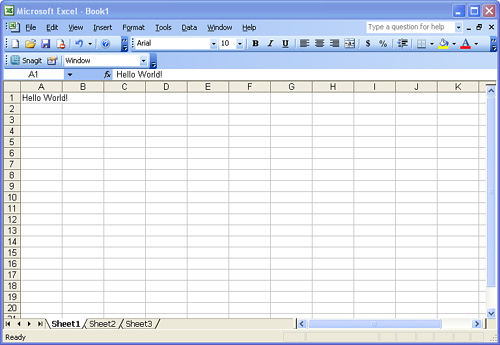 Microsoft Excel - Book1
File Edit View Insert Format Tools Data Window Help Type a question for help
Arial 10 B I U $ %
SnagIt Window
A1 fx Hello World!
A B C D E F G H I J K
1 Hello World!
2
3
4
5
6
7
8
9
10
11
12
13
14
15
16
17
18
19
20
21
Sheet1 Sheet2 Sheet3
Ready